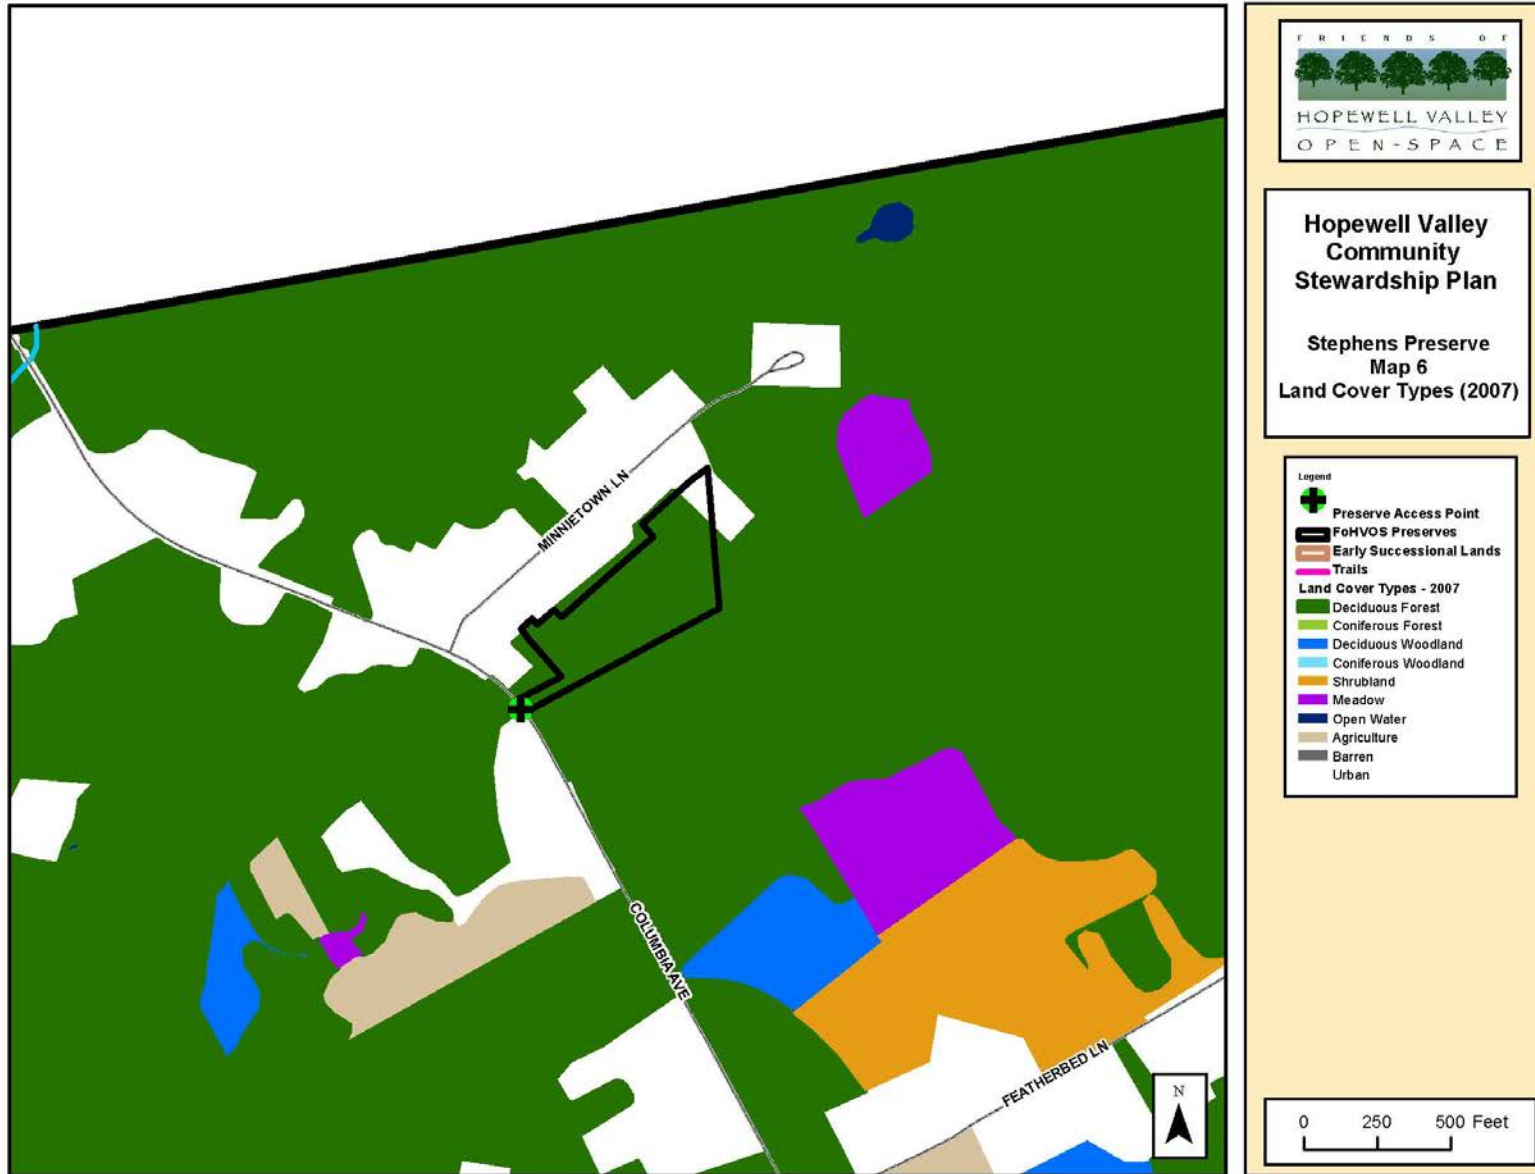 FRIENDS OF
HOPEWELL VALLEY
OPEN-SPACE
Hopewell Valley
Community
Stewardship Plan
Stephens Preserve
Map 6
Land Cover Types (2007)
Legend
Preserve Access Point
FoHVOS Preserves
Early Successional Lands
Trails
Land Cover Types - 2007
Deciduous Forest
Coniferous Forest
Deciduous Woodland
Coniferous Woodland
Shrubland
Meadow
Open Water
Agriculture
Barren
Urban
0 250 500 Feet
MINNIETOWN LN
COLUMBIA AVE
FEATHERBED LN
N